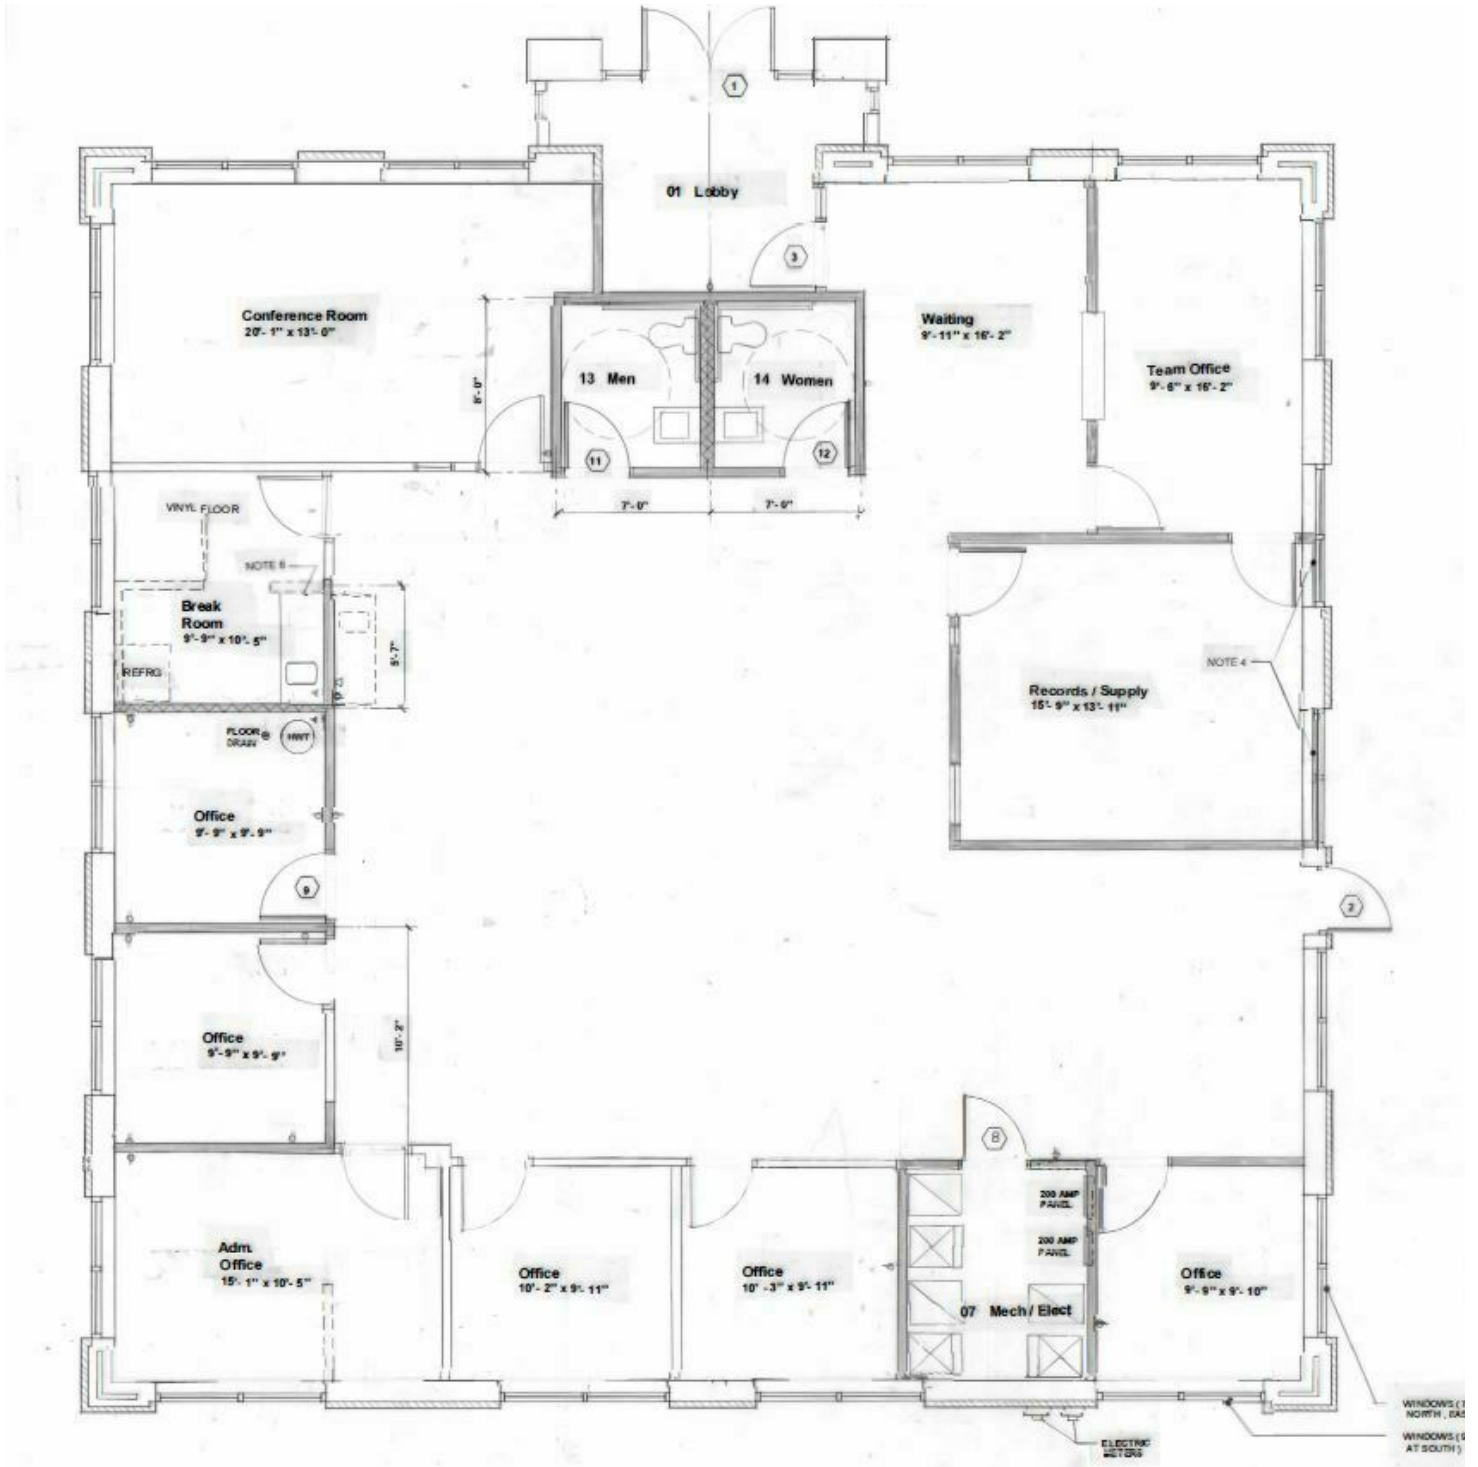 1
01 Lobby
3
Conference Room
20'- 1" x 13'- 0"
Waiting
9'- 11" x 16'- 2"
Team Office
9'- 6" x 16'- 2"
8'- 0"
13 Men
14 Women
11
12
7'- 0"
7'- 0"
VINYL FLOOR
NOTE 6
Break
Room
9'- 9" x 10'- 5"
REFRG
5'- 7"
NOTE 4
Records / Supply
15'- 9" x 13'- 11"
FLOOR
DRAIN
HWT
Office
9'- 9" x 9'- 9"
9
2
Office
9'- 9" x 9'- 9"
10'- 2"
8
200 AMP
PANEL
200 AMP
PANEL
Adm.
Office
15'- 1" x 10'- 5"
Office
10'- 2" x 9'- 11"
Office
10' -3" x 9'- 11"
07 Mech / Elect
Office
9'- 9" x 9'- 10"
WINDOWS (
NORTH , EAS
WINDOWS (
AT SOUTH )
ELECTRIC
METERS